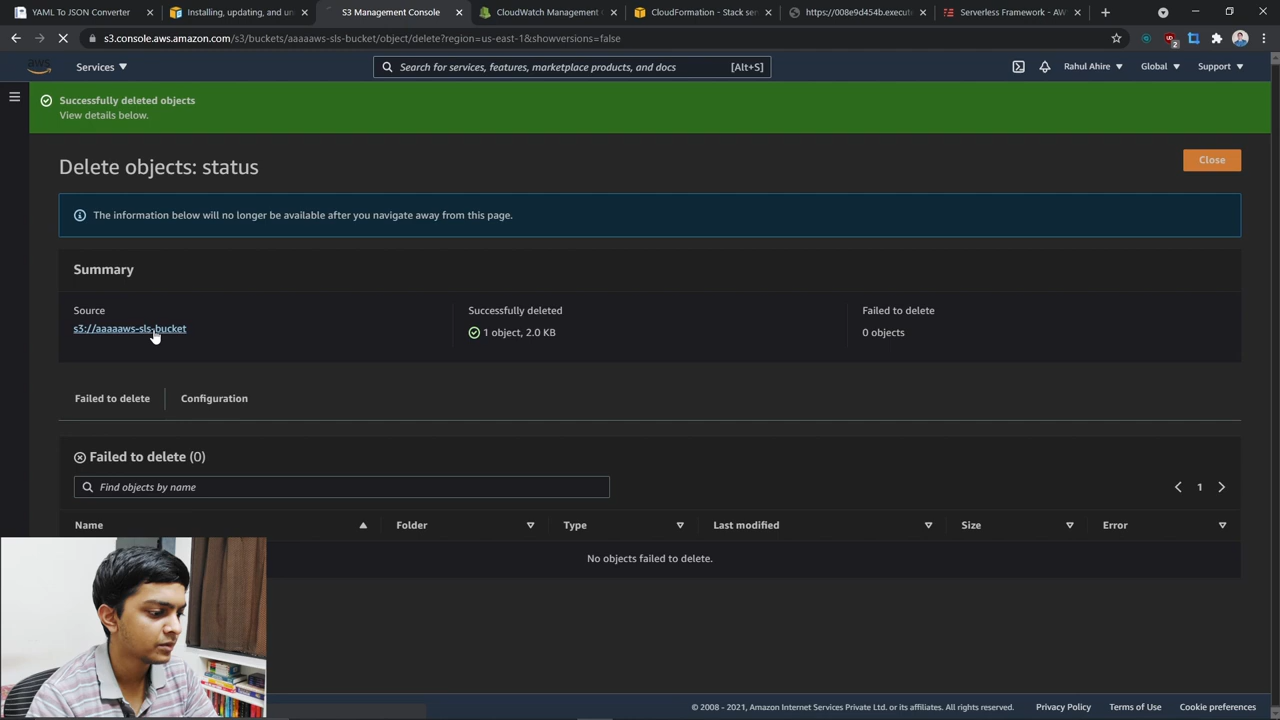 YAML To JSON Converter
Installing, updating, and un
S3 Management Console
CloudWatch Management
CloudFormation - Stack ser
https://008e9d454b.execute
Serverless Framework - AW
s3.console.aws.amazon.com/s3/buckets/aaaaaws-sls-bucket/object/delete?region=us-east-1&showversions=false
2
aws
Services
Search for services, features, marketplace products, and docs
[Alt+S]
Rahul Ahire
Global
Support
Successfully deleted objects
View details below.
Delete objects: status
Close
The information below will no longer be available after you navigate away from this page.
Summary
Source
Successfully deleted
Failed to delete
s3://aaaaaws-sls-bucket
1 object, 2.0 KB
0 objects
Failed to delete
Configuration
Failed to delete (0)
Find objects by name
1
Name
Folder
Type
Last modified
Size
Error
No objects failed to delete.
© 2008 - 2021, Amazon Internet Services Private Ltd. or its affiliates. All rights reserved.
Privacy Policy
Terms of Use
Cookie preferences